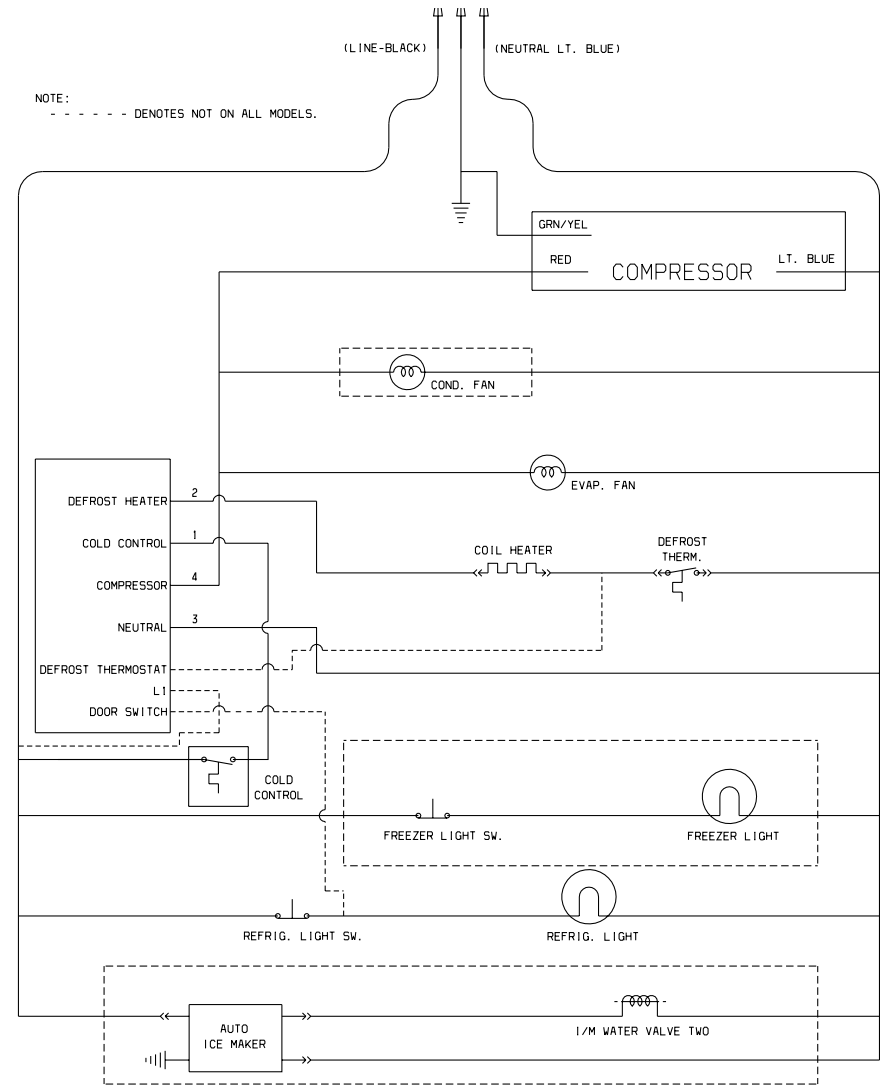 (LINE-BLACK)
(NEUTRAL LT. BLUE)
NOTE:
- - - - - - DENOTES NOT ON ALL MODELS.
GRN/YEL
RED
COMPRESSOR
LT. BLUE
COND. FAN
EVAP. FAN
DEFROST HEATER
2
COLD CONTROL
1
COMPRESSOR
4
NEUTRAL
3
DEFROST THERMOSTAT
L1
DOOR SWITCH
COIL HEATER
DEFROST
THERM.
COLD
CONTROL
FREEZER LIGHT SW.
FREEZER LIGHT
REFRIG. LIGHT SW.
REFRIG. LIGHT
AUTO
ICE MAKER
I/M WATER VALVE TWO